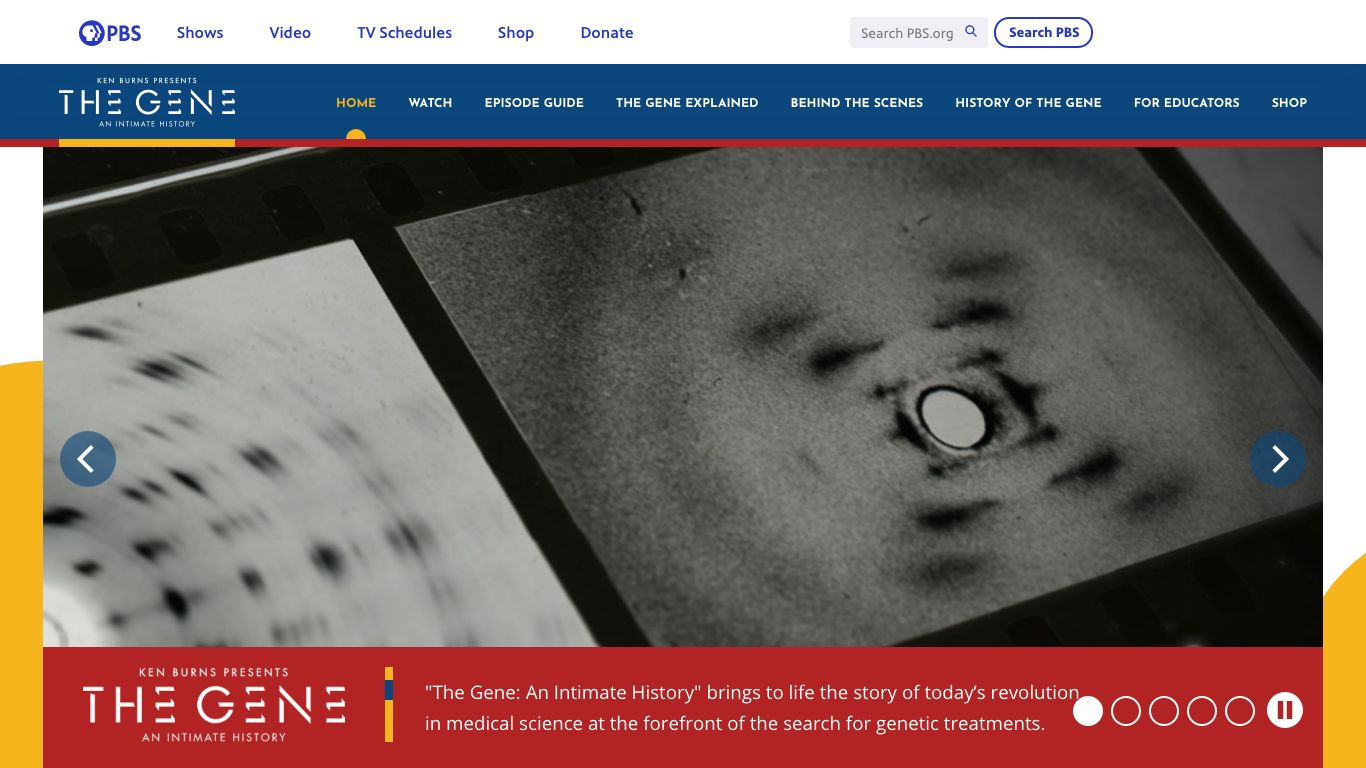 PBS
Shows
Video
TV Schedules
Shop
Donate
Search PBS.org
Search PBS
KEN BURNS PRESENTS
THE GENE
AN INTIMATE HISTORY
HOME
WATCH
EPISODE GUIDE
THE GENE EXPLAINED
BEHIND THE SCENES
HISTORY OF THE GENE
FOR EDUCATORS
SHOP
KEN BURNS PRESENTS
THE GENE
AN INTIMATE HISTORY
"The Gene: An Intimate History" brings to life the story of today’s revolution
in medical science at the forefront of the search for genetic treatments.